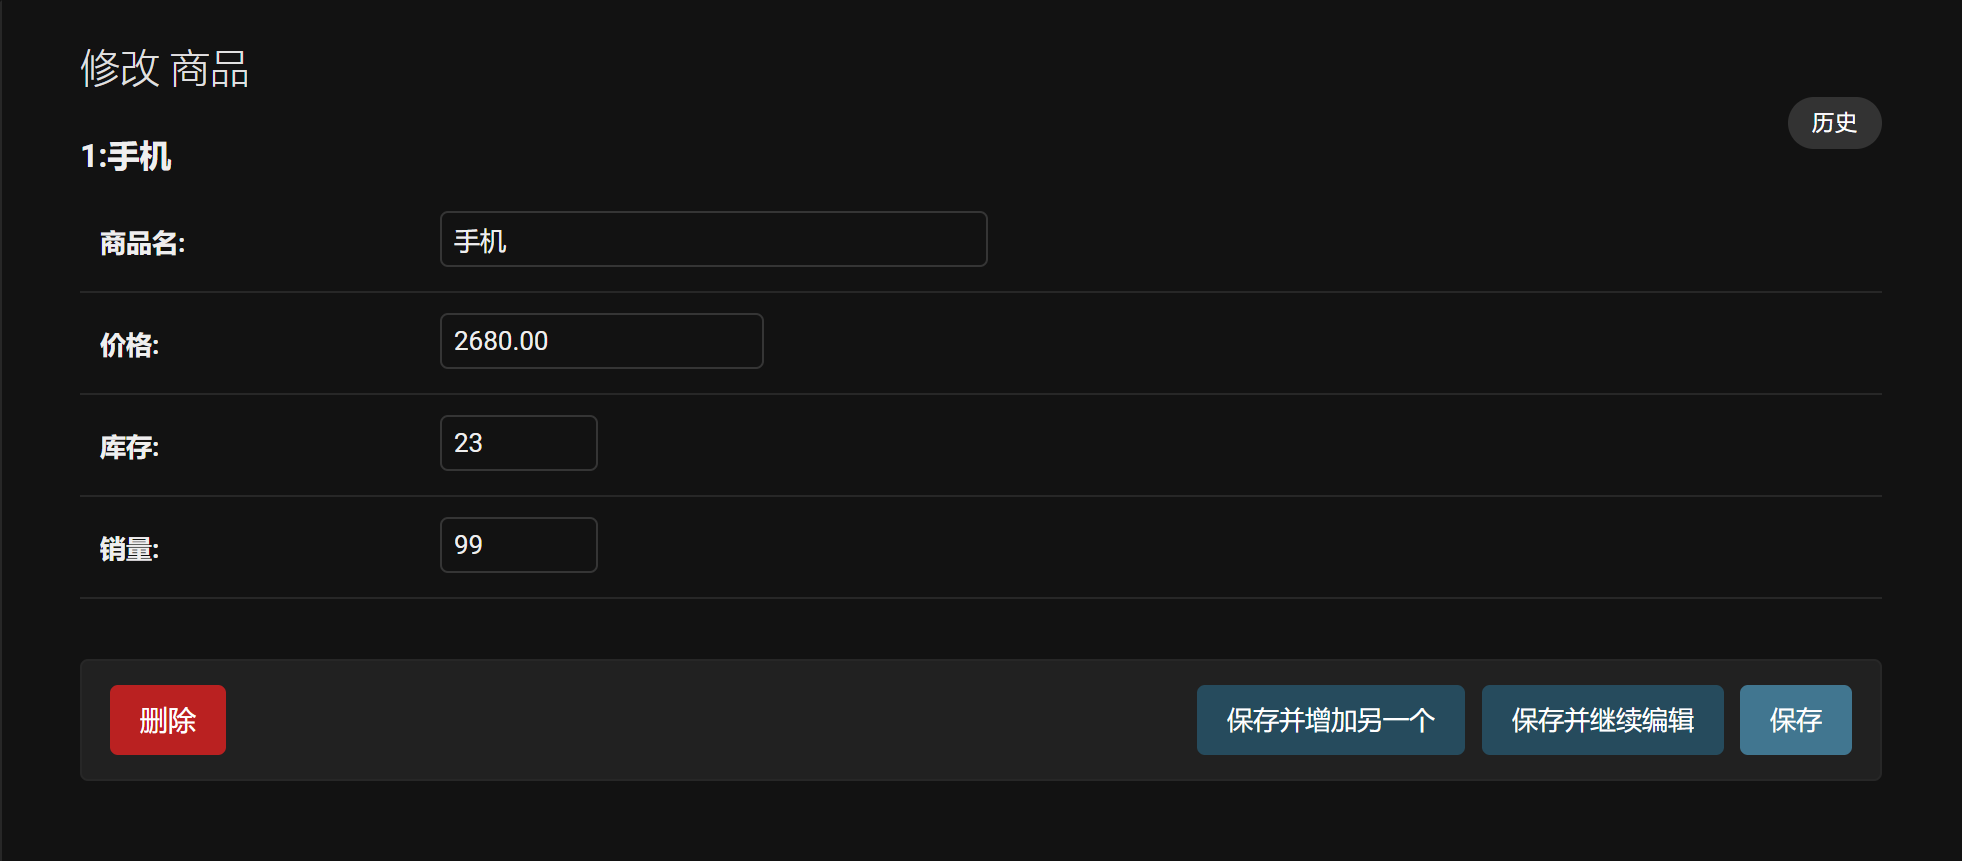 修改 商品
历史
1:手机
商品名: 手机
价格: 2680.00
库存: 23
销量: 99
删除 保存并增加另一个 保存并继续编辑 保存